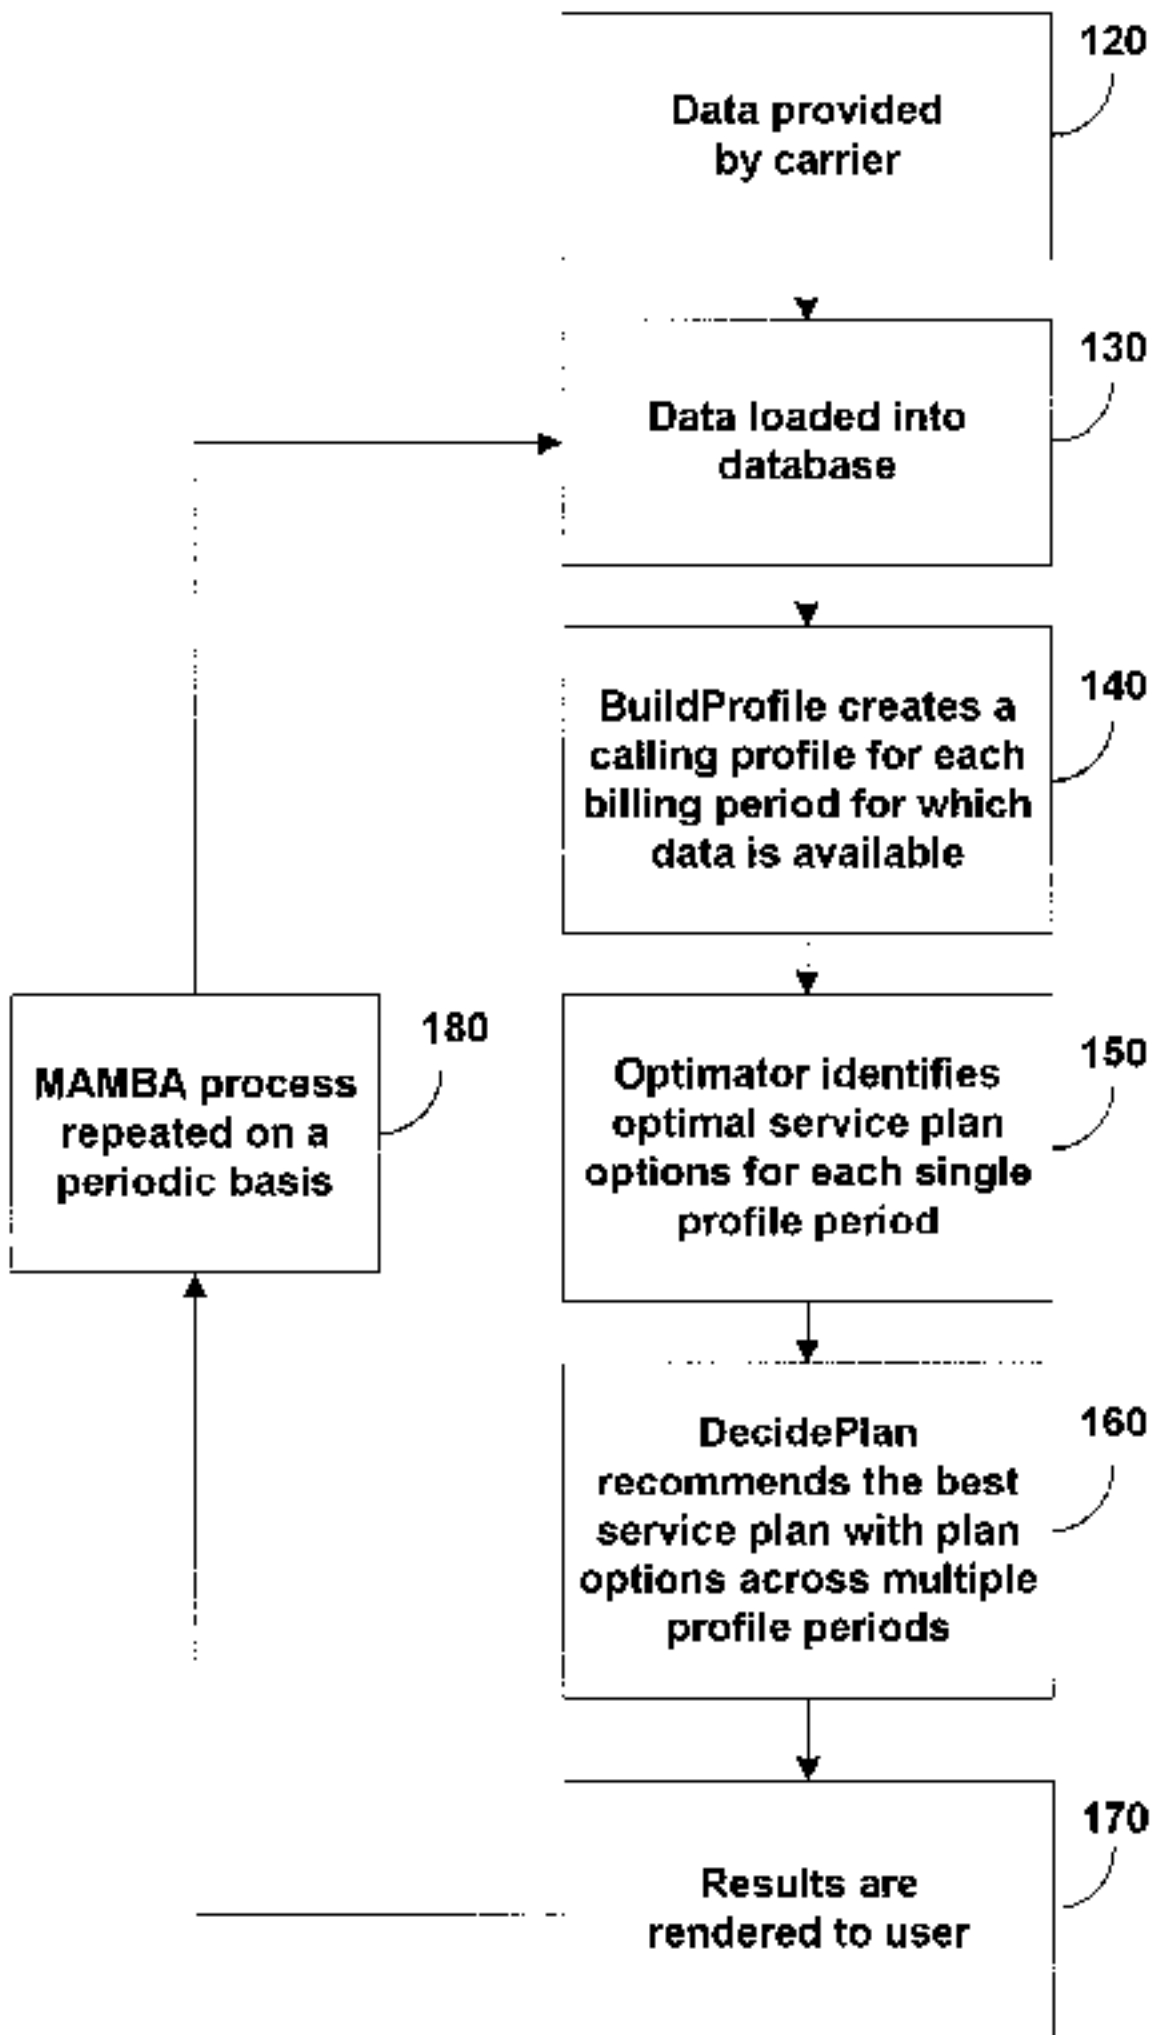 120
Data provided
by carrier
130
Data loaded into
database
140
BuildProfile creates a
calling profile for each
billing period for which
data is available
180
MAMBA process
repeated on a
periodic basis
150
Optimator identifies
optimal service plan
options for each single
profile period
160
DecidePlan
recommends the best
service plan with plan
options across multiple
profile periods
170
Results are
rendered to user